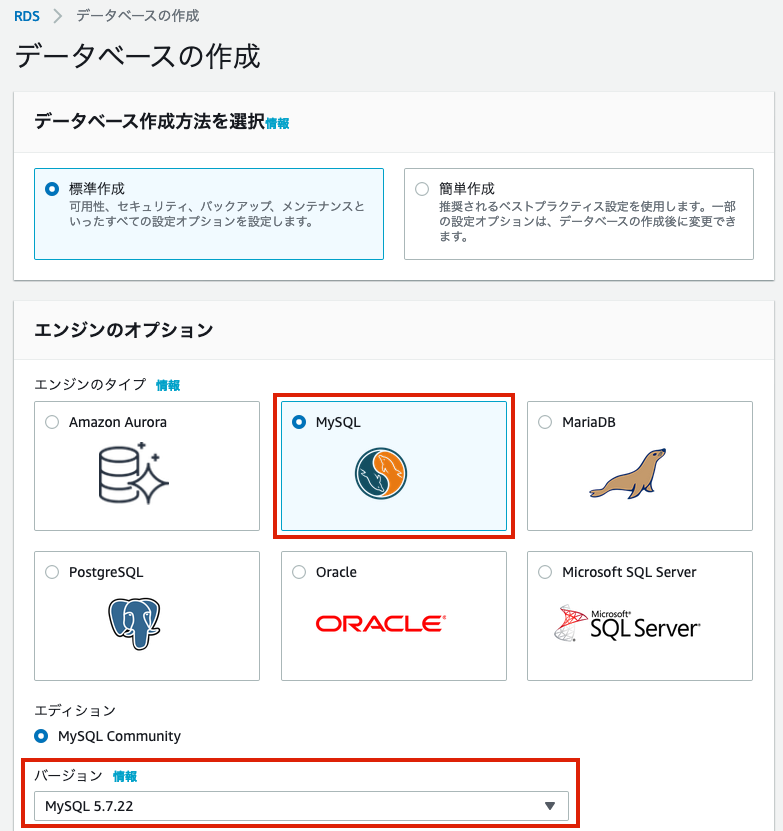 RDS > データベースの作成
データベースの作成
データベース作成方法を選択 情報
標準作成
可用性、セキュリティ、バックアップ、メンテナンスと
いったすべての設定オプションを設定します。
簡単作成
推奨されるベストプラクティス設定を使用します。一部
の設定オプションは、データベースの作成後に変更でき
ます。
エンジンのオプション
エンジンのタイプ 情報
Amazon Aurora
MySQL
MariaDB
PostgreSQL
Oracle
ORACLE®
Microsoft SQL Server
Microsoft®
SQL Server®
エディション
MySQL Community
バージョン 情報
MySQL 5.7.22